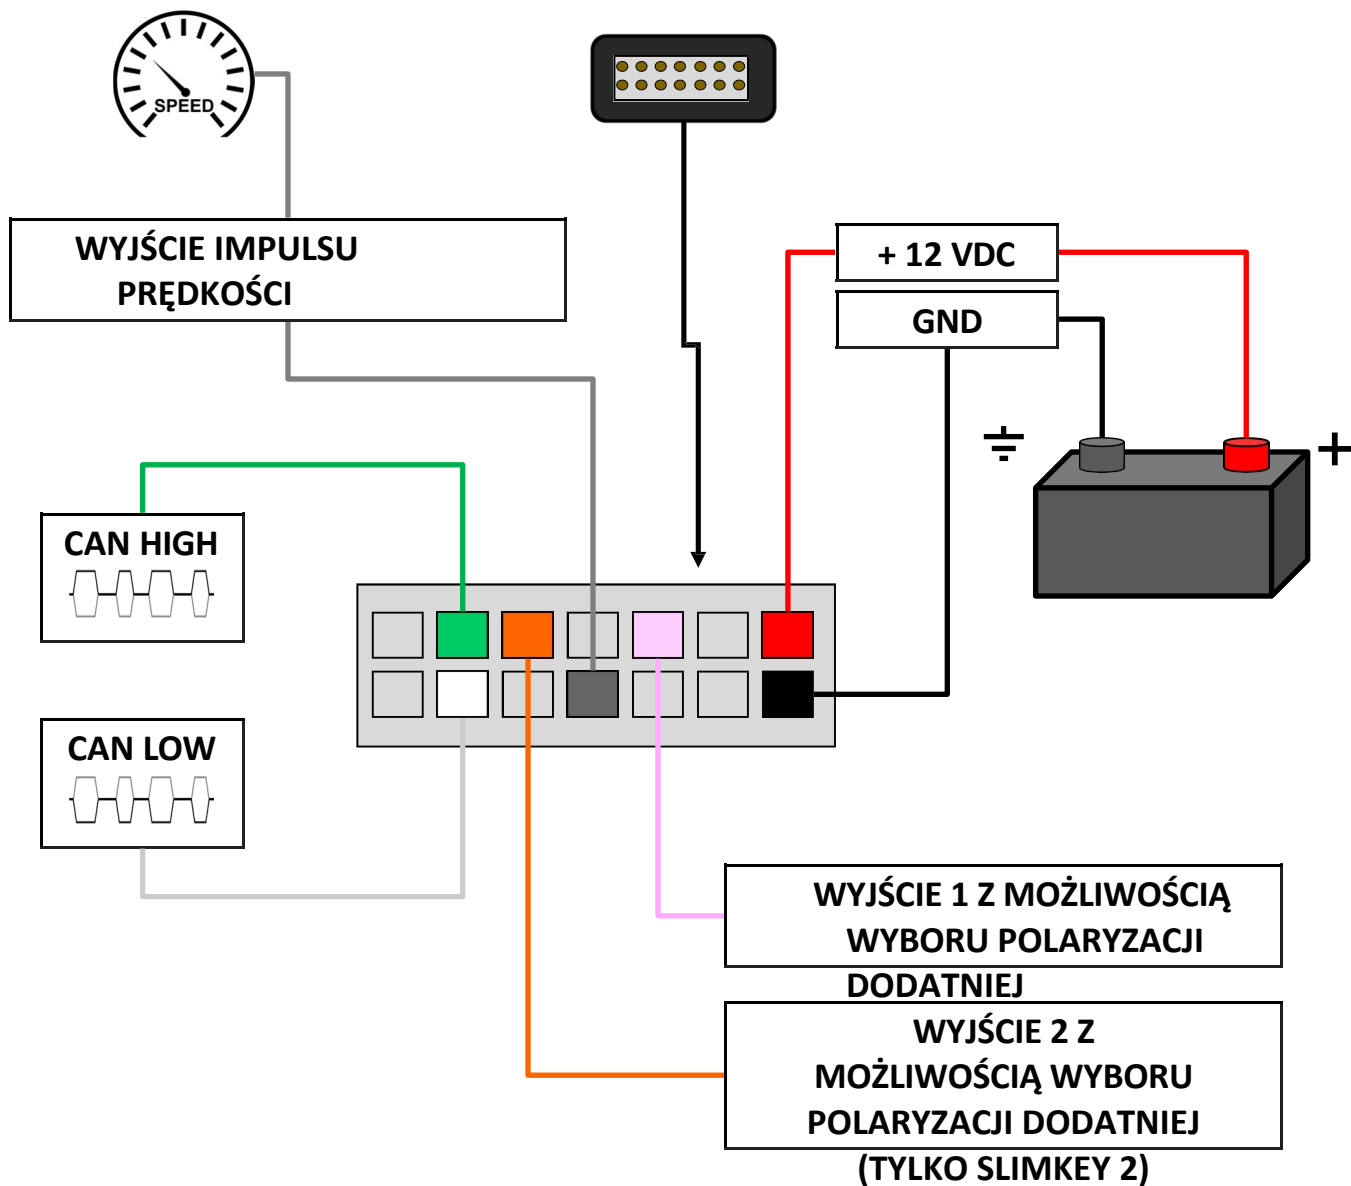 SPEED
WYJŚCIE IMPULSU
PRĘDKOŚCI
+ 12 VDC
GND
+
CAN HIGH
CAN LOW
WYJŚCIE 1 Z MOŻLIWOŚCIĄ
WYBORU POLARYZACJI
DODATNIEJ
WYJŚCIE 2 Z
MOŻLIWOŚCIĄ WYBORU
POLARYZACJI DODATNIEJ
(TYLKO SLIMKEY 2)